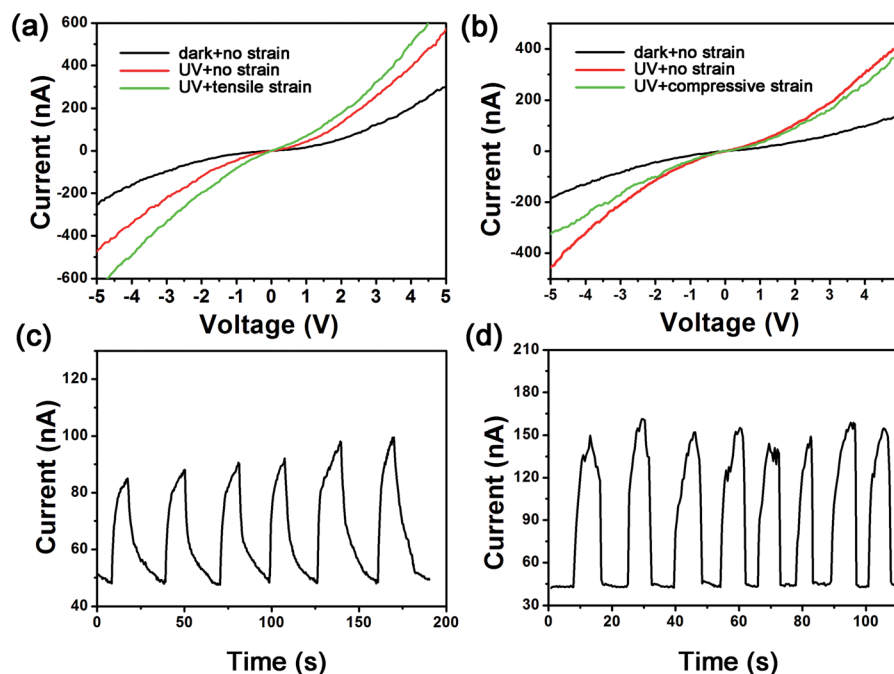 (a)
600
400
200
0
-200
-400
-600
Current (nA)
dark+no strain
UV+no strain
UV+tensile strain
-5 -4 -3 -2 -1 0 1 2 3 4 5
Voltage (V)
(b)
400
200
0
-200
-400
Current (nA)
dark+no strain
UV+no strain
UV+compressive strain
-5 -4 -3 -2 -1 0 1 2 3 4
Voltage (V)
(c)
120
100
80
60
40
Current (nA)
0 50 100 150 200
Time (s)
(d)
210
180
150
120
90
60
30
Current (nA)
0 20 40 60 80 100
Time (s)